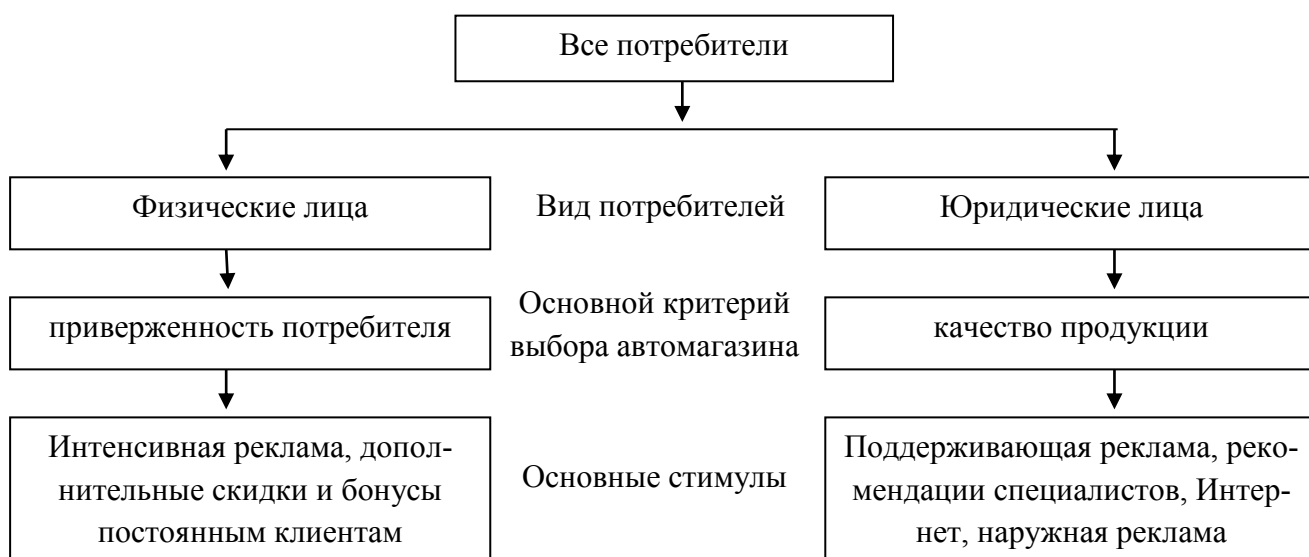 Все потребители
Физические лица
Вид потребителей
Юридические лица
приверженность потребителя
Основной критерий
выбора автомагазина
качество продукции
Интенсивная реклама, допол-
нительные скидки и бонусы
постоянным клиентам
Основные стимулы
Поддерживающая реклама, реко-
мендации специалистов, Интер-
нет, наружная реклама